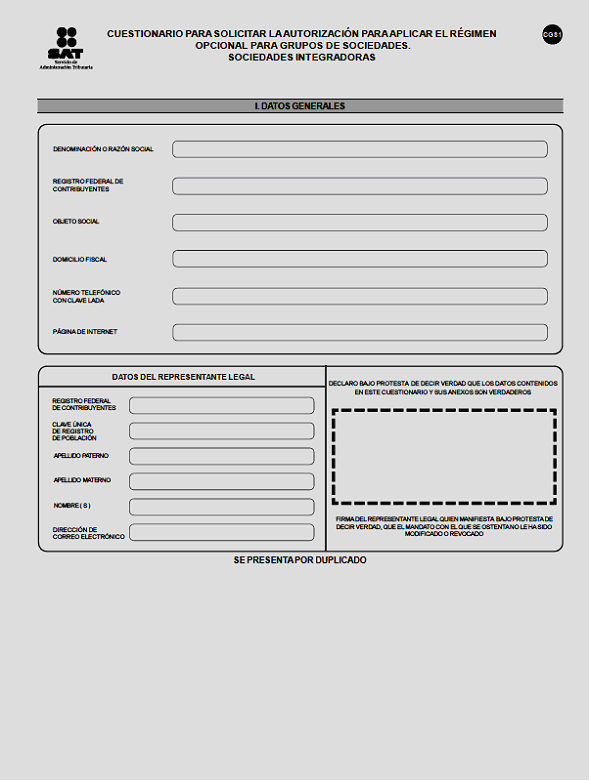 CUESTIONARIO PARA SOLICITAR LA AUTORIZACIÓN PARA APLICAR EL RÉGIMEN
OPCIONAL PARA GRUPOS DE SOCIEDADES.
SOCIEDADES INTEGRADORAS
CGS1
SAT
Servicio de
Administración Tributaria
I. DATOS GENERALES
DENOMINACIÓN O RAZÓN SOCIAL
REGISTRO FEDERAL DE
CONTRIBUYENTES
OBJETO SOCIAL
DOMICILIO FISCAL
NÚMERO TELEFÓNICO
CON CLAVE LADA
PÁGINA DE INTERNET
DATOS DEL REPRESENTANTE LEGAL
REGISTRO FEDERAL
DE CONTRIBUYENTES
CLAVE ÚNICA
DE REGISTRO
DE POBLACIÓN
APELLIDO PATERNO
APELLIDO MATERNO
NOMBRE ( S )
DIRECCIÓN DE
CORREO ELECTRÓNICO
DECLARO BAJO PROTESTA DE DECIR VERDAD QUE LOS DATOS CONTENIDOS
EN ESTE CUESTIONARIO Y SUS ANEXOS SON VERDADEROS
FIRMA DEL REPRESENTANTE LEGAL QUIEN MANIFIESTA BAJO PROTESTA DE
DECIR VERDAD, QUE EL MANDATO CON EL QUE SE OSTENTA NO LE HA SIDO
MODIFICADO O REVOCADO
SE PRESENTA POR DUPLICADO